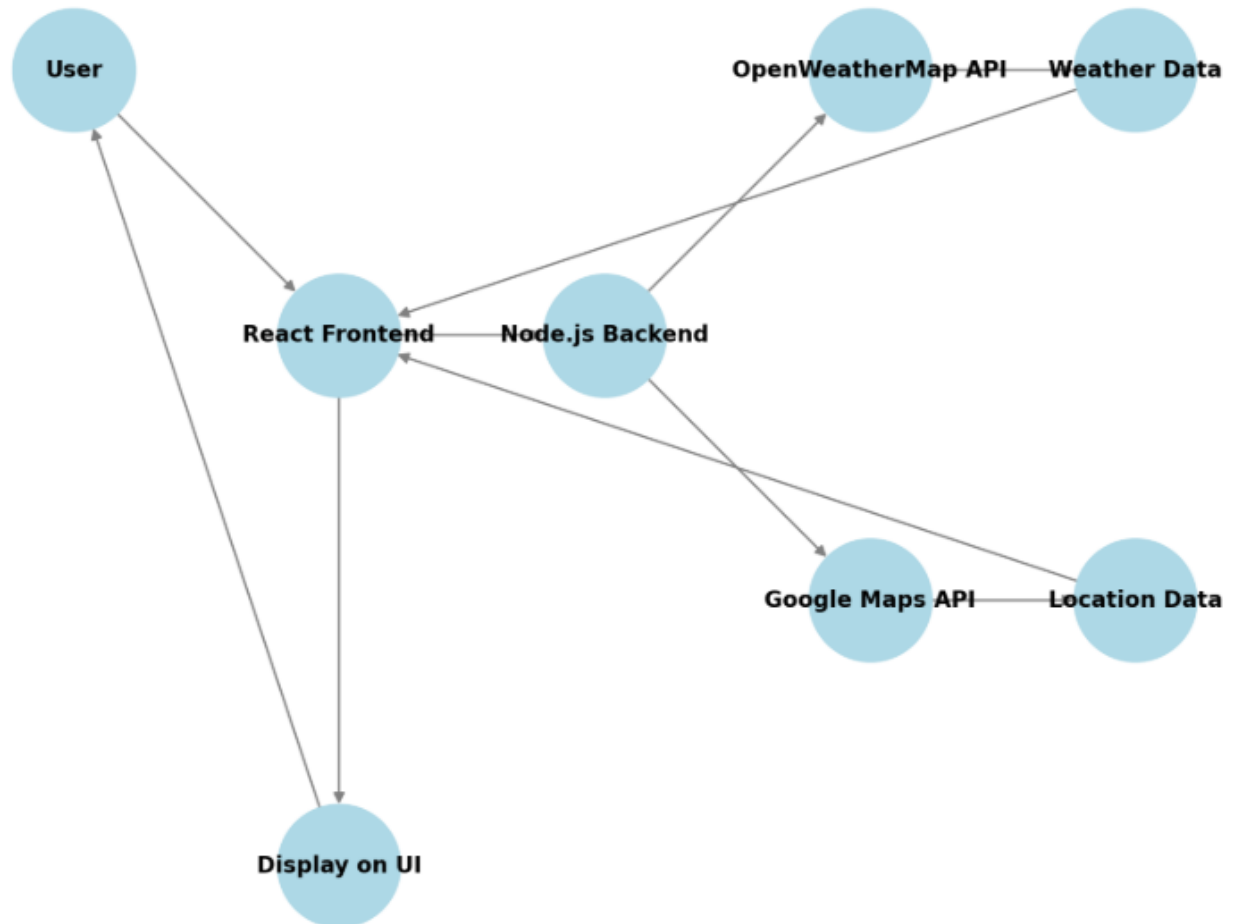 User
OpenWeatherMap API
Weather Data
React Frontend
Node.js Backend
Google Maps API
Location Data
Display on UI